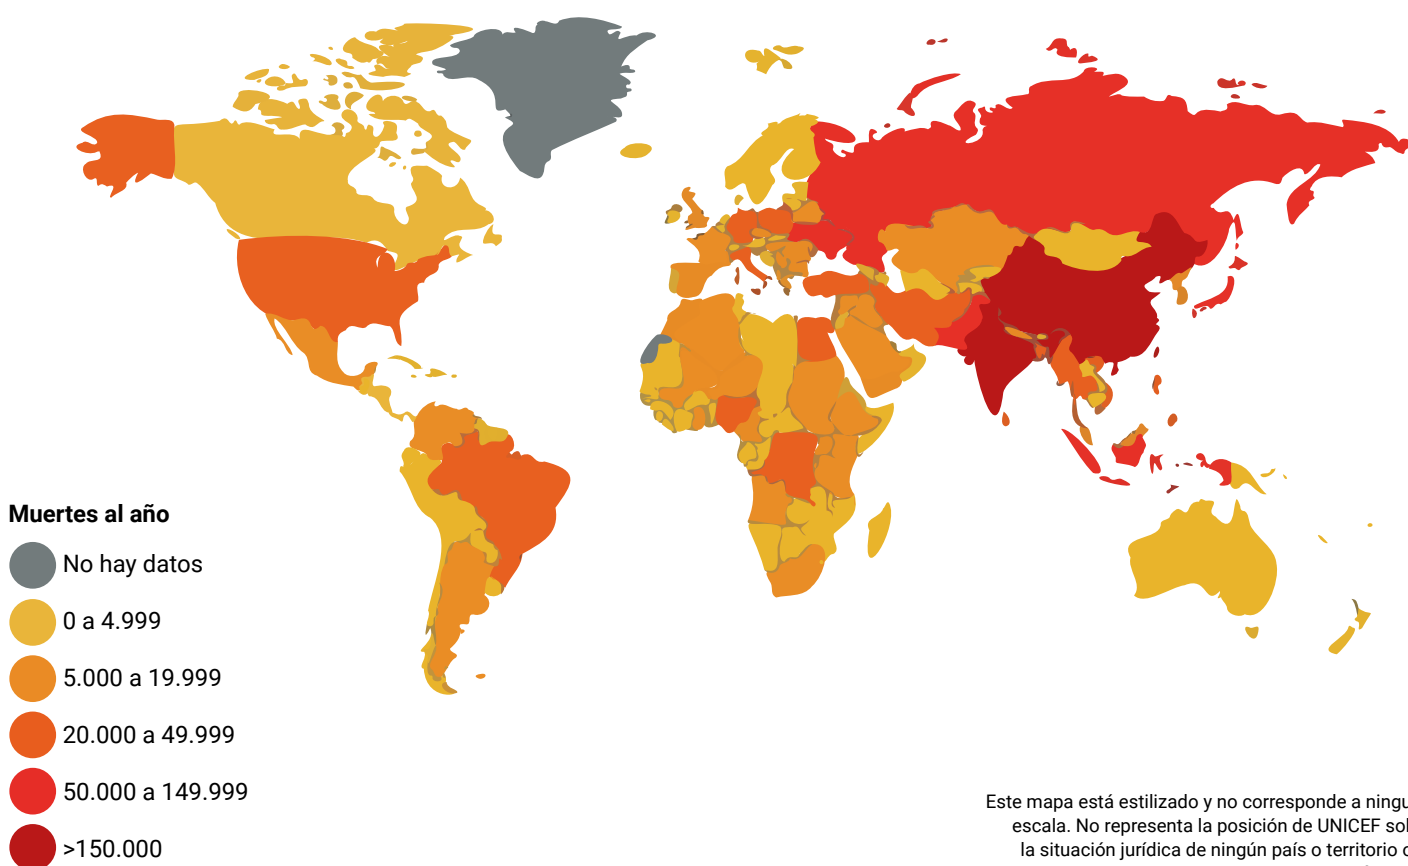 Muertes al año
No hay datos
0 a 4.999
5.000 a 19.999
20.000 a 49.999
50.000 a 149.999
>150.000
Este mapa está estilizado y no corresponde a ningu
escala. No representa la posición de UNICEF sol
la situación jurídica de ningún país o territorio o